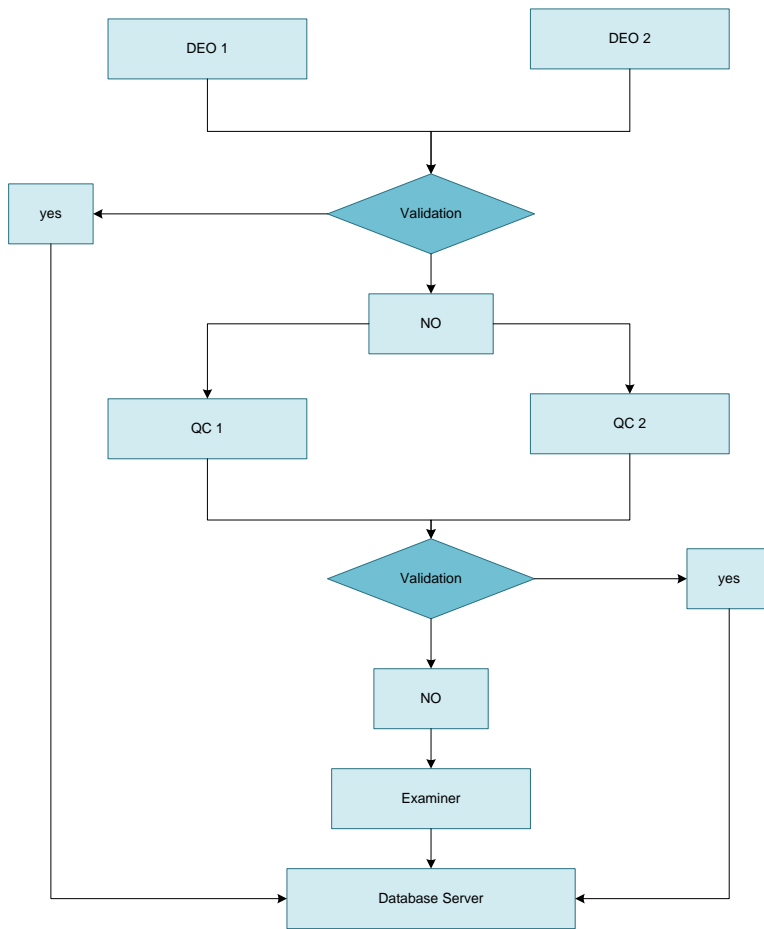 DEO 1
DEO 2
Validation
yes
NO
QC 1
QC 2
Validation
yes
NO
Examiner
Database Server